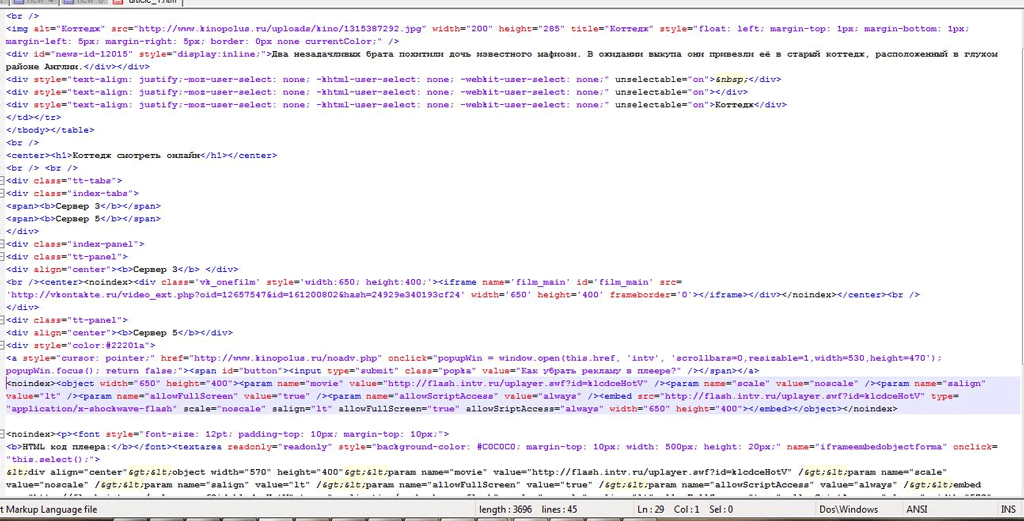 <br />
<img alt="Коттедж" src="http://www.kinopolus.ru/uploads/kino/1315387292.jpg" width="200" height="285" title="Коттедж" style="float: left; margin-top: 1px; margin-bottom: 1px;
margin-left: 5px; margin-right: 5px; border: 0px none currentColor;" />
<div id="news-id-12015" style="display:inline;">Два незадачливых брата похитили дочь известного мафиози. В ожидании выкупа они привезли её в старый коттедж, расположенный в глухом
районе Англии.</div></div>
<div style="text-align: justify;-moz-user-select: none; -khtml-user-select: none; -webkit-user-select: none;" unselectable="on">&nbsp;</div>
<div style="text-align: justify;-moz-user-select: none; -khtml-user-select: none; -webkit-user-select: none;" unselectable="on"></div>
<div style="text-align: justify;-moz-user-select: none; -khtml-user-select: none; -webkit-user-select: none;" unselectable="on">Коттедж</div>
</td></tr>
</tbody></table>
<br />
<center><h1>Коттедж смотреть онлайн</h1></center>
<br /> <br />
<div class="tt-tabs">
<div class="index-tabs">
<span><b>Сервер 3</b></span>
<span><b>Сервер 5</b></span>
</div>
<div class="index-panel">
<div class="tt-panel">
<div align="center"><b>Сервер 3</b> </div>
<br /><center><noindex><div class='vk_onefilm' style='width:650; height:400;'><iframe name='film_main' id='film_main' src=
'http://vkontakte.ru/video_ext.php?oid=12657547&id=161200802&hash=24929e340193cf24' width='650' height='400' frameborder='0'></iframe></div></noindex></center><br />
</div>
<div class="tt-panel">
<div align="center"><b>Сервер 5</b></div>
<div style="color:#22201a">
<a style="cursor: pointer;" href="http://www.kinopolus.ru/noadv.php" onclick="popupWin = window.open(this.href, 'intv', 'scrollbars=0,resizable=1,width=530,height=470');
popupWin.focus(); return false;"><span id="button"><input type="submit" class="popka" value="Как убрать рекламу в плеере?" /></span></a>
<noindex><object width="650" height="400"><param name="movie" value="http://flash.intv.ru/uplayer.swf?id=klcdceHotV" /><param name="scale" value="noscale" /><param name="salign"
value="lt" /><param name="allowFullScreen" value="true" /><param name="allowScriptAccess" value="always" /><embed src="http://flash.intv.ru/uplayer.swf?id=klcdceHotV" type=
"application/x-shockwave-flash" scale="noscale" salign="lt" allowFullScreen="true" allowScriptAccess="always" width="650" height="400"></embed></object></noindex>
<noindex><p><font style="font-size: 12pt; padding-top: 10px; margin-top: 10px;">
<b>HTML код плеера:</b></font><textarea readonly="readonly" style="background-color: #C0C0C0; margin-top: 10px; width: 500px; height: 20px;" name="iframeembedobjectforma" onclick=
"this.select();">
&lt;div align="center"&gt;&lt;object width="570" height="400"&gt;&lt;param name="movie" value="http://flash.intv.ru/uplayer.swf?id=klcdceHotV" /&gt;&lt;param name="scale"
value="noscale" /&gt;&lt;param name="salign" value="lt" /&gt;&lt;param name="allowFullScreen" value="true" /&gt;&lt;param name="allowScriptAccess" value="always" /&gt;&lt;embed
t Markup Language file length : 3696 lines : 45 Ln : 29 Col : 1 Sel : 0 Dos\Windows ANSI INS